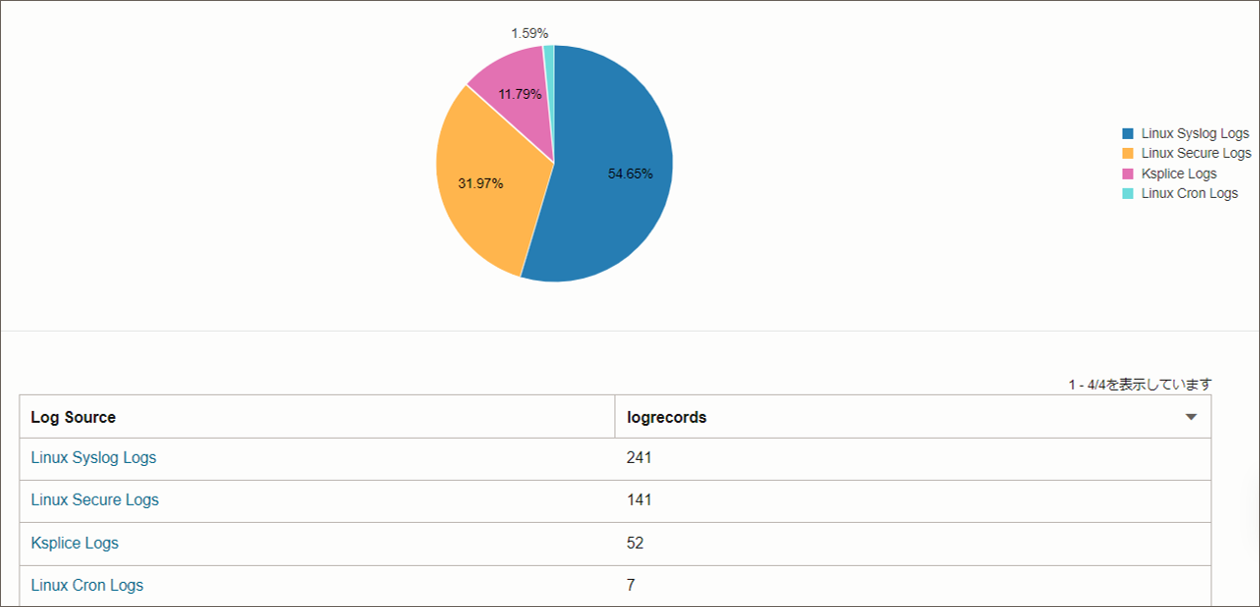 1.59%
11.79%
31.97%
54.65%
Linux Syslog Logs
Linux Secure Logs
Ksplice Logs
Linux Cron Logs
1 - 4/4を表示しています
Log Source logrecords
Linux Syslog Logs 241
Linux Secure Logs 141
Ksplice Logs 52
Linux Cron Logs 7